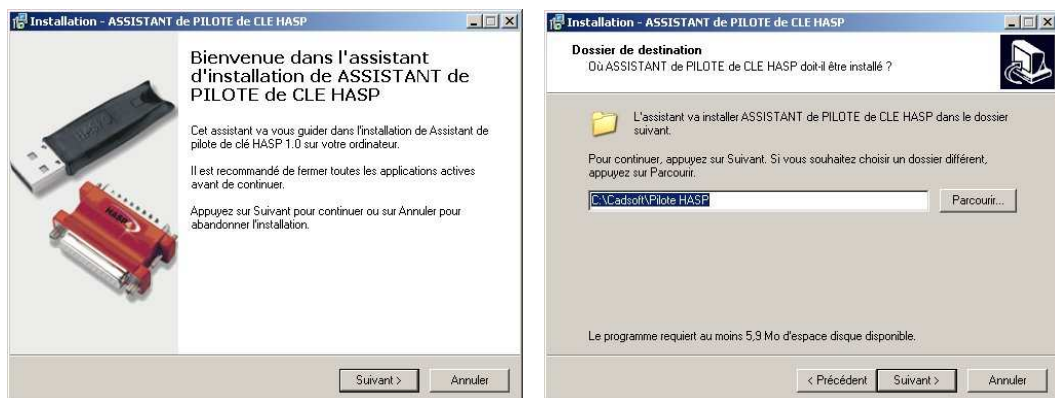 Installation - ASSISTANT de PILOTE de CLE HASP
Bienvenue dans l'assistant
d'installation de ASSISTANT de
PILOTE de CLE HASP
Cet assistant va vous guider dans l'installation de Assistant de
pilote de clé HASP 1.0 sur votre ordinateur.
Il est recommandé de fermer toutes les applications actives
avant de continuer.
Appuyez sur Suivant pour continuer ou sur Annuler pour
abandonner l'installation.
HASP
HASP
Suivant >
Annuler
Installation - ASSISTANT de PILOTE de CLE HASP
Dossier de destination
Où ASSISTANT de PILOTE de CLE HASP doit-il être installé ?
L'assistant va installer ASSISTANT de PILOTE de CLE HASP dans le dossier
suivant.
Pour continuer, appuyez sur Suivant. Si vous souhaitez choisir un dossier différent,
appuyez sur Parcourir.
C:\Cadsoft\Pilote HASP
Parcourir...
Le programme requiert au moins 5,9 Mo d'espace disque disponible.
< Précédent
Suivant >
Annuler